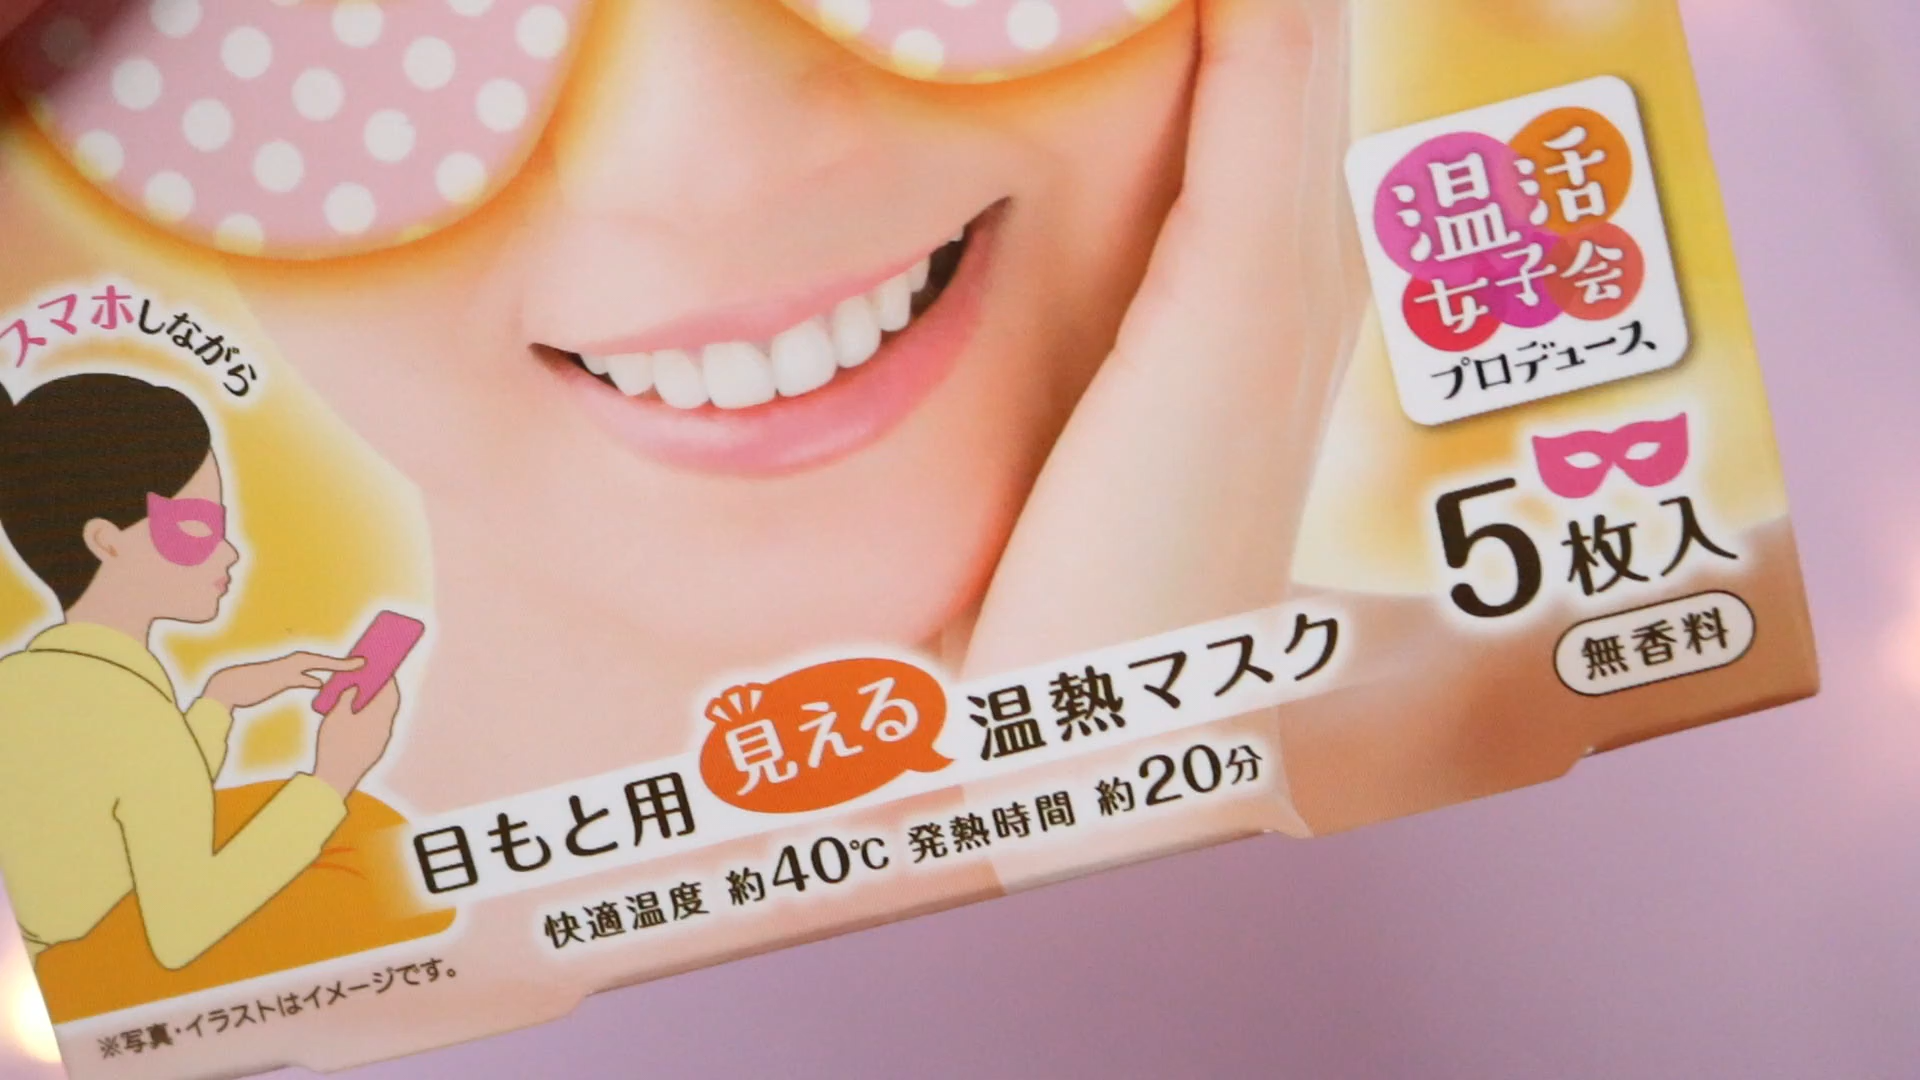 温活
女子会
プロデュース
スマホしながら
5枚入
無香料
目もと用 見える 温熱マスク
快適温度 約40℃ 発熱時間 約20分
※写真・イラストはイメージです。